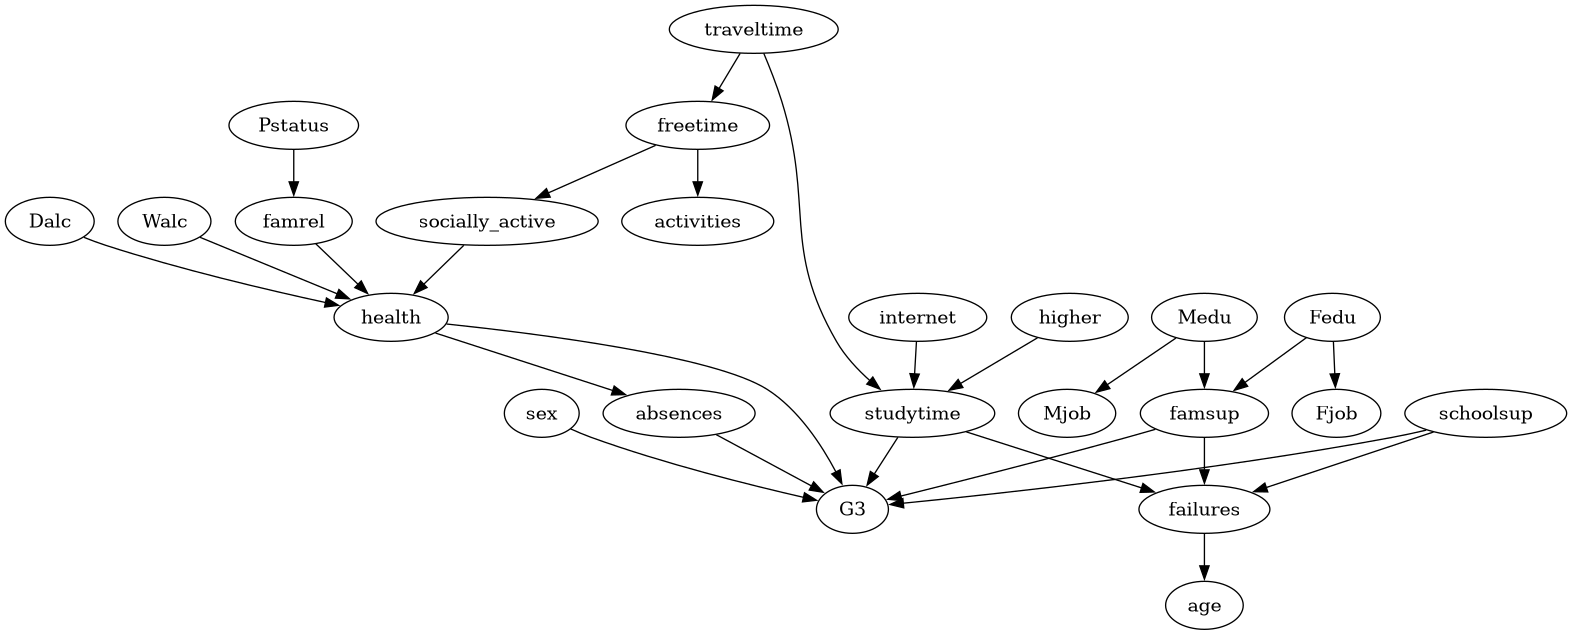 traveltime
Pstatus
freetime
Dalc
Walc
famrel
socially_active
activities
health
internet
higher
Medu
Fedu
sex
absences
studytime
Mjob
famsup
Fjob
schoolsup
G3
failures
age